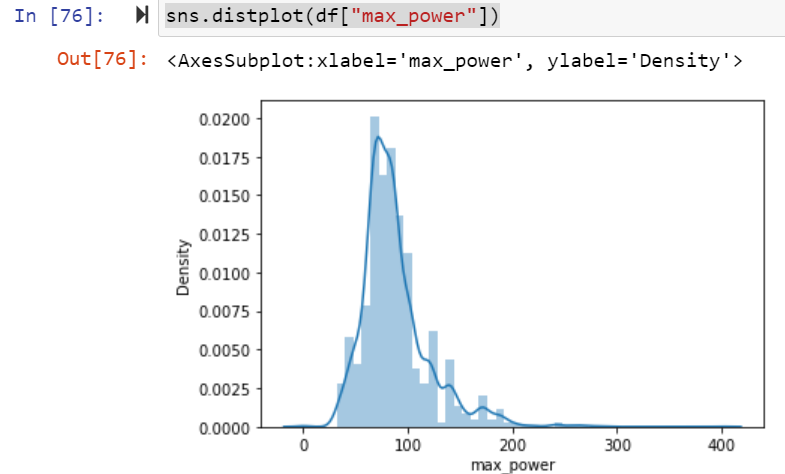 In [76]: sns.distplot(df["max_power"])
Out[76]: <AxesSubplot:xlabel='max_power', ylabel='Density'>
0.0200
0.0175
0.0150
0.0125
0.0100
0.0075
0.0050
0.0025
0.0000
Density
0 100 200 300 400
max_power